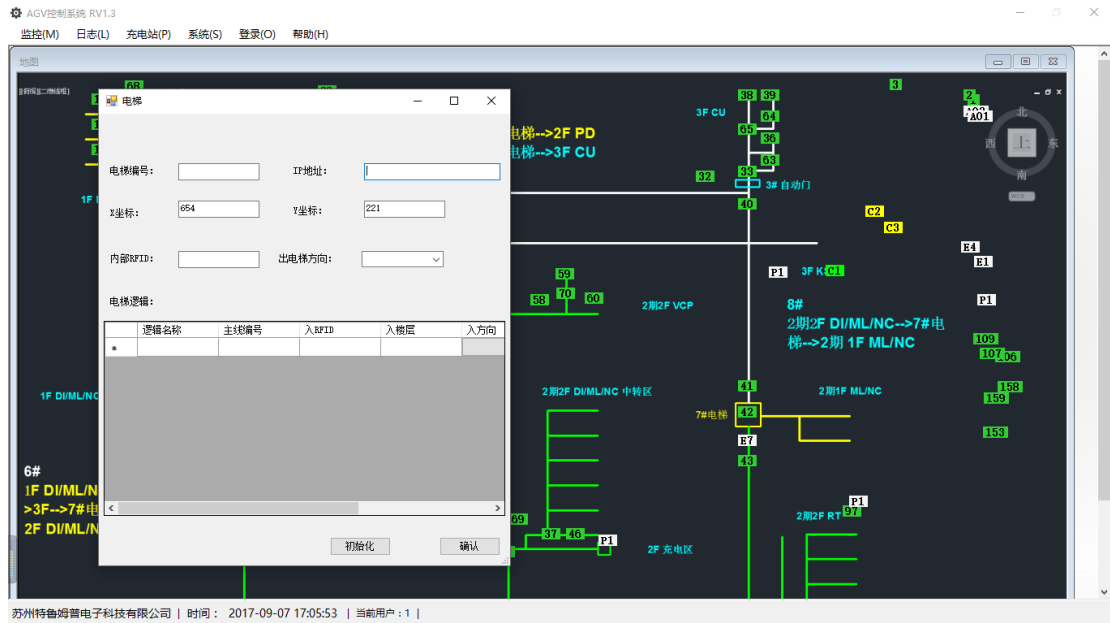 AGV控制系统 RV1.3
监控(M) 日志(L) 充电站(P) 系统(S) 登录(O) 帮助(H)
地图
68
电梯
电梯编号:
IP地址:
X坐标:
654
Y坐标:
221
内部RFID:
出电梯方向:
电梯逻辑:
逻辑名称 主线编号 入RFID 入楼层 入方向
*
初始化
确认
1F
1F DI/ML/NC
6#
1F DI/ML/N
>3F-->7#电
2F DI/ML/N
电梯-->2F PD
电梯-->3F CU
3F CU
38 39
64
65
36
63
33
32
3# 自动门
40
3
2
1
A01
北
西 上 东
南
WCS
C2
C3
E4
E1
P1
3F K
C1
P1
59
58 70 60
2期2F VCP
8#
2期2F DI/ML/NC-->7#电
梯-->2期 1F ML/NC
109
107
06
158
159
153
41
2期2F DI/ML/NC 中转区
2期1F ML/NC
7#电梯
42
E7
43
69
37 46
P1
2F 充电区
P1
2期2F RT
97
苏州特鲁姆普电子科技有限公司 | 时间: 2017-09-07 17:05:53 | 当前用户:1 |